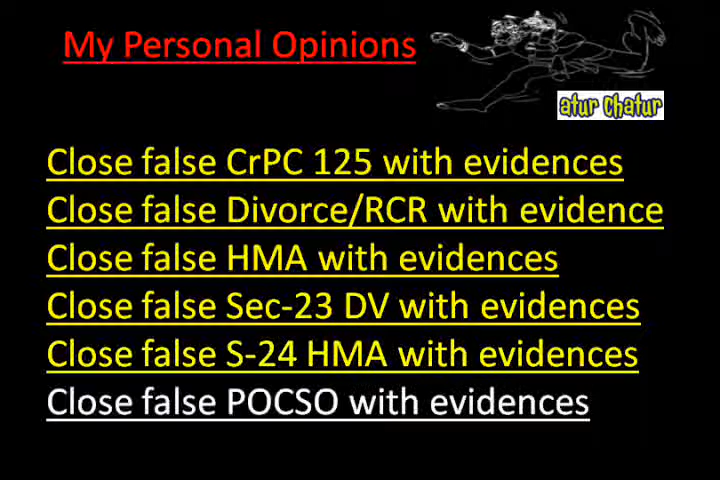 My Personal Opinions
atur Chatur
Close false CrPC 125 with evidences
Close false Divorce/RCR with evidence
Close false HMA with evidences
Close false Sec-23 DV with evidences
Close false S-24 HMA with evidences
Close false POCSO with evidences